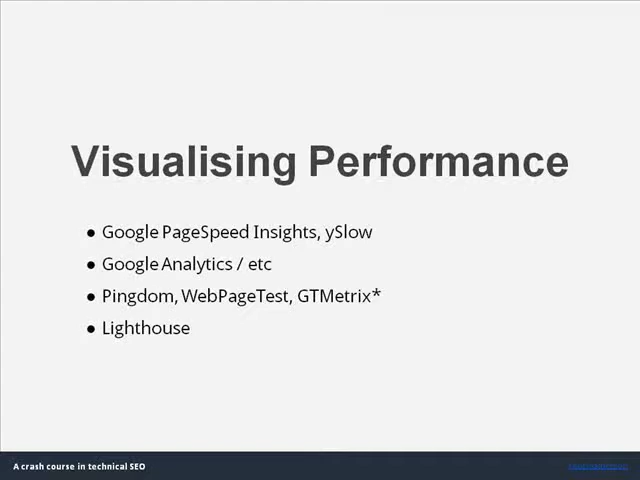 Visualising Performance
● Google PageSpeed Insights, ySlow
● Google Analytics / etc
● Pingdom, WebPageTest, GTMetrix*
● Lighthouse
A crash course in technical SEO